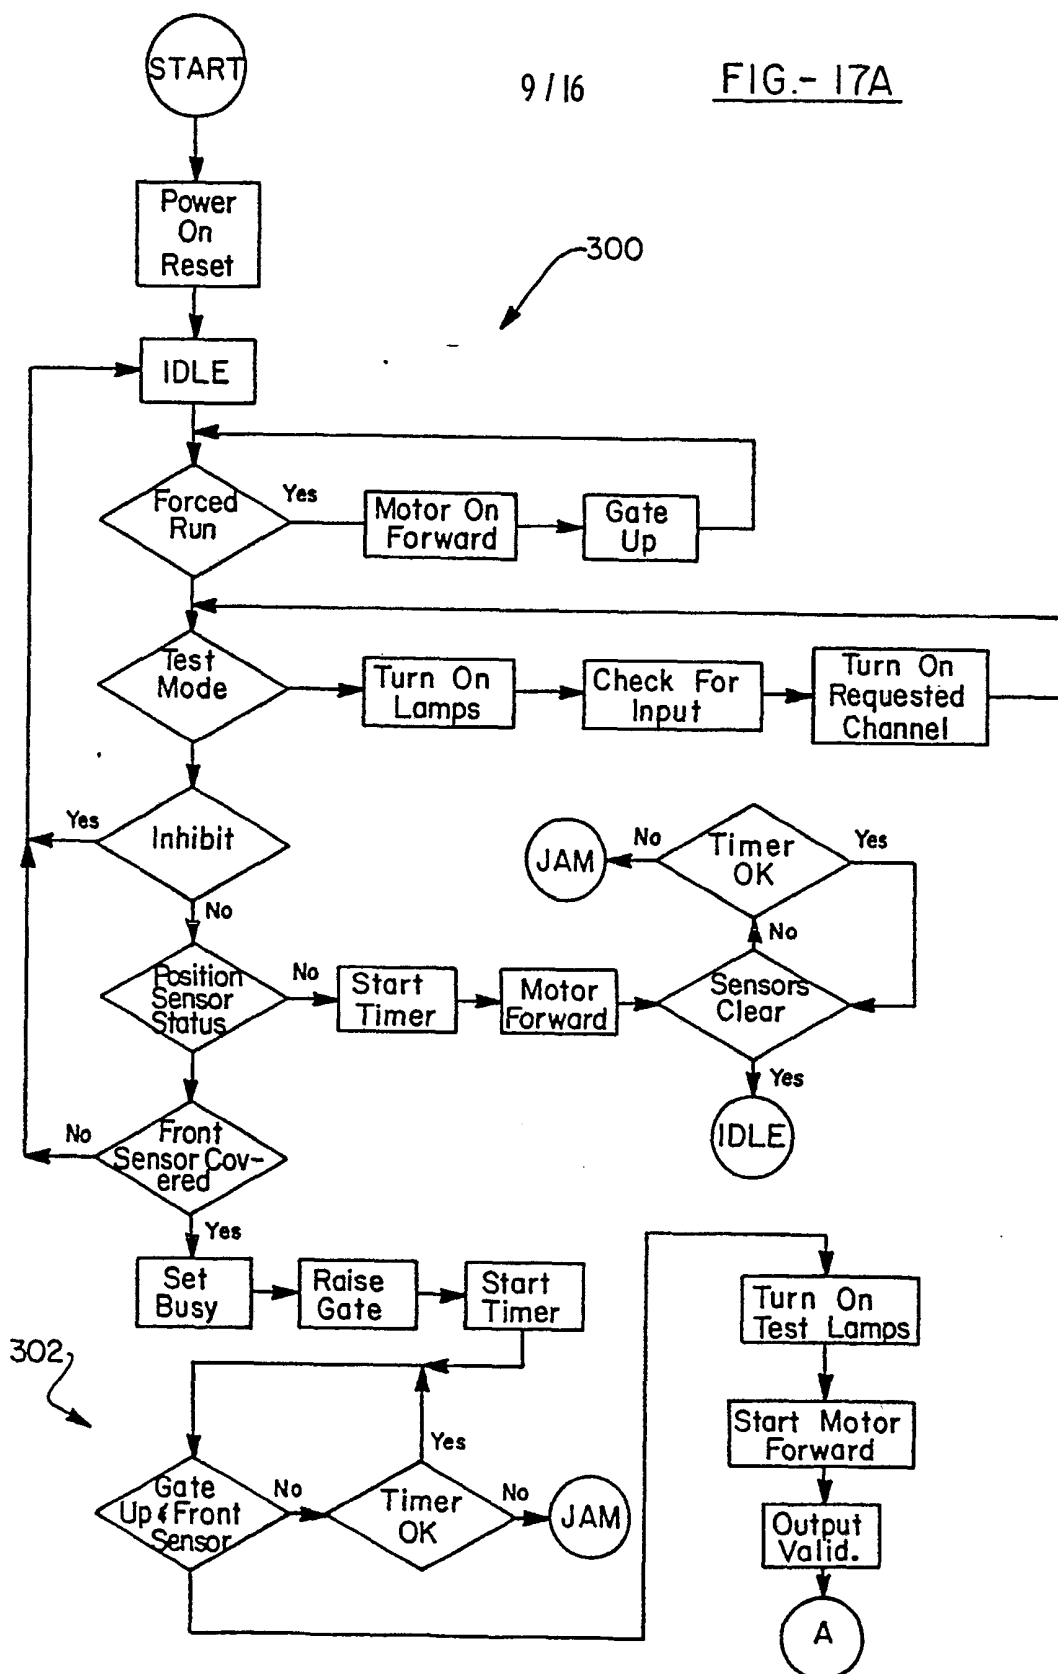 START
9/16
FIG.- 17A
Power
On
Reset
300
IDLE
Forced
Run
Yes
Motor On
Forward
Gate
Up
Test
Mode
Turn On
Lamps
Check For
Input
Turn On
Requested
Channel
Inhibit
Yes
No
JAM
No
Timer
OK
Yes
No
Position
Sensor
Status
No
Start
Timer
Motor
Forward
Sensors
Clear
Yes
IDLE
Front
Sensor Cov-
ered
No
Yes
Set
Busy
Raise
Gate
Start
Timer
Turn On
Test Lamps
302
Start Motor
Forward
Yes
Gate
Up & Front
Sensor
No
Timer
OK
No
JAM
Output
Valid.
A